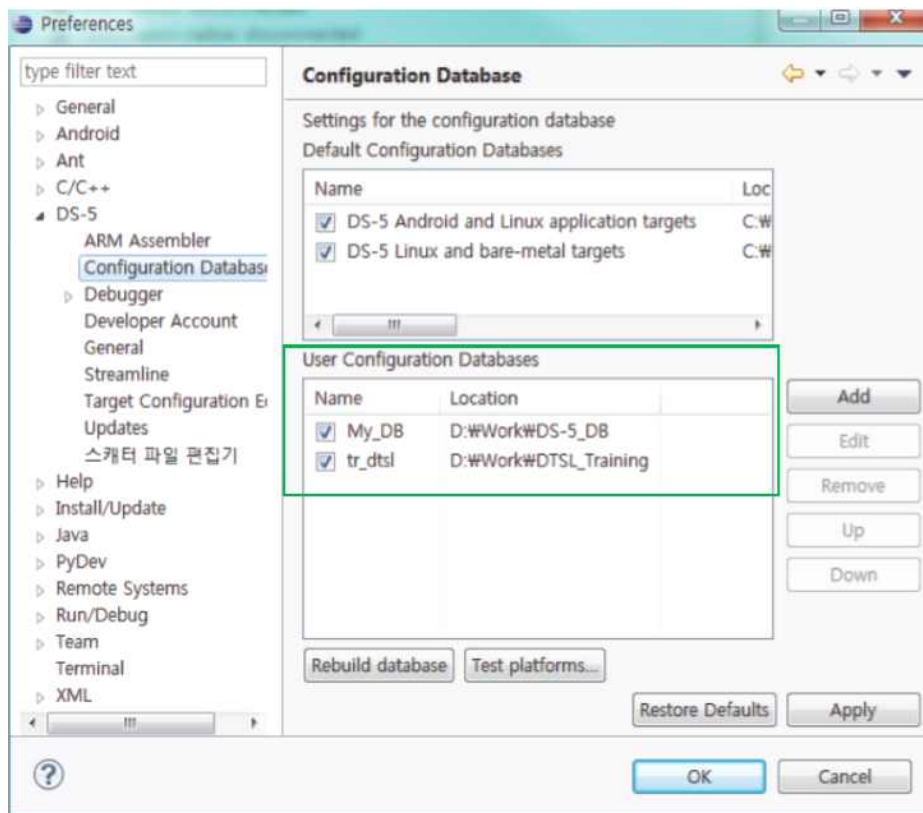 Preferences
type filter text
General
Android
Ant
C/C++
DS-5
ARM Assembler
Configuration Databas
Debugger
Developer Account
General
Streamline
Target Configuration E
Updates
스캐터 파일 편집기
Help
Install/Update
Java
PyDev
Remote Systems
Run/Debug
Team
Terminal
XML
Configuration Database
Settings for the configuration database
Default Configuration Databases
Name Loc
DS-5 Android and Linux application targets C:₩
DS-5 Linux and bare-metal targets C:₩
User Configuration Databases
Name Location
My_DB D:₩Work₩DS-5_DB
tr_dtsl D:₩Work₩DTSL_Training
Add
Edit
Remove
Up
Down
Rebuild database Test platforms...
Restore Defaults Apply
OK Cancel